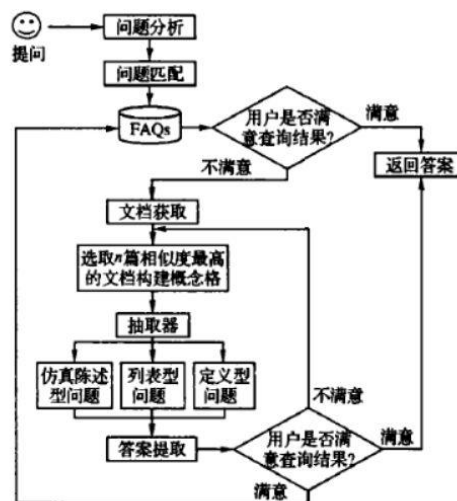 提问
问题分析
问题匹配
FAQs
用户是否满
意查询结果?
满意
返回答案
不满意
文档获取
选取n篇相似度最高
的文档构建概念格
抽取器
仿真陈述
型问题
列表型
问题
定义型
问题
不满意
答案提取
用户是否满
意查询结果?
满意
满意